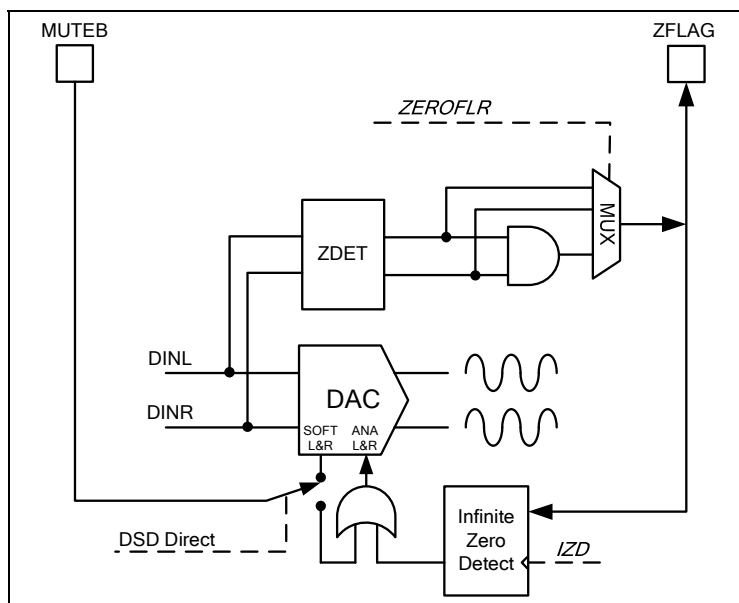 MUTEB
ZFLAG
ZEROFLR
MUX
ZDET
DINL
DAC
DINR
SOFT
L&R
ANA
L&R
Infinite
Zero
Detect
IZD
DSD Direct